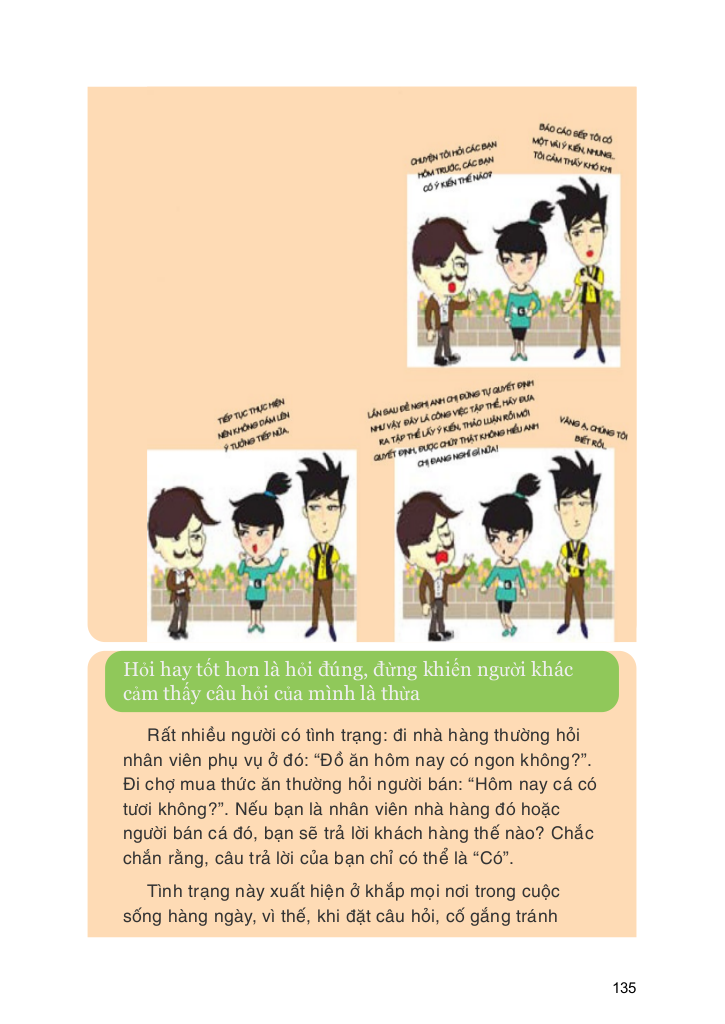 CHUYỆN TÔI HỎI CÁC BẠN
HÔM TRƯỚC, CÁC BẠN
CÓ Ý KIẾN THẾ NÀO?
BÁO CÁO SẾP TÔI CÓ
MỘT VÀI Ý KIẾN, NHƯNG...
TÔI CẢM THẤY KHÓ KHI
TIẾP TỤC THỰC HIỆN
NÊN KHÔNG DÁM LÊN
Ý TƯỞNG TIẾP NỮA.
LẦN SAU ĐỀ NGHỊ ANH CHỊ ĐỪNG TỰ QUYẾT ĐỊNH
NHƯ VẬY. ĐÂY LÀ CÔNG VIỆC TẬP THỂ, HÃY ĐƯA
RA TẬP THỂ LẤY Ý KIẾN, THẢO LUẬN RỒI MỚI
QUYẾT ĐỊNH, ĐƯỢC CHỨ? THẬT KHÔNG HIỂU ANH
CHỊ ĐANG NGHĨ GÌ NỮA!
VÂNG Ạ, CHÚNG TÔI
BIẾT RỒI.
Hỏi hay tốt hơn là hỏi đúng, đừng khiến người khác
cảm thấy câu hỏi của mình là thừa
Rất nhiều người có tình trạng: đi nhà hàng thường hỏi
nhân viên phụ vụ ở đó: “Đồ ăn hôm nay có ngon không?”.
Đi chợ mua thức ăn thường hỏi người bán: “Hôm nay cá có
tươi không?”. Nếu bạn là nhân viên nhà hàng đó hoặc
người bán cá đó, bạn sẽ trả lời khách hàng thế nào? Chắc
chắn rằng, câu trả lời của bạn chỉ có thể là “Có”.
Tình trạng này xuất hiện ở khắp mọi nơi trong cuộc
sống hàng ngày, vì thế, khi đặt câu hỏi, cố gắng tránh
135